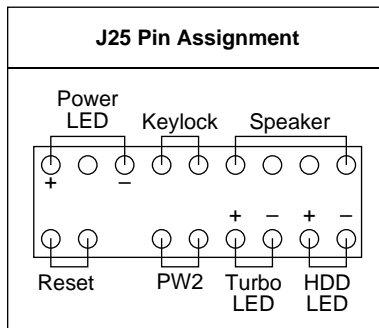 J25 Pin Assignment
Power
LED Keylock Speaker
+ –
+ – + –
Reset PW2 Turbo HDD
LED LED